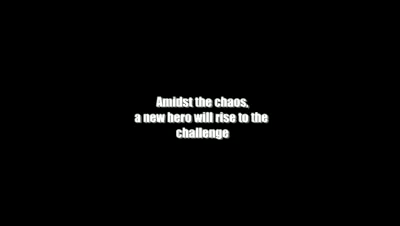 Amidst the chaos,
a new hero will rise to the
challenge